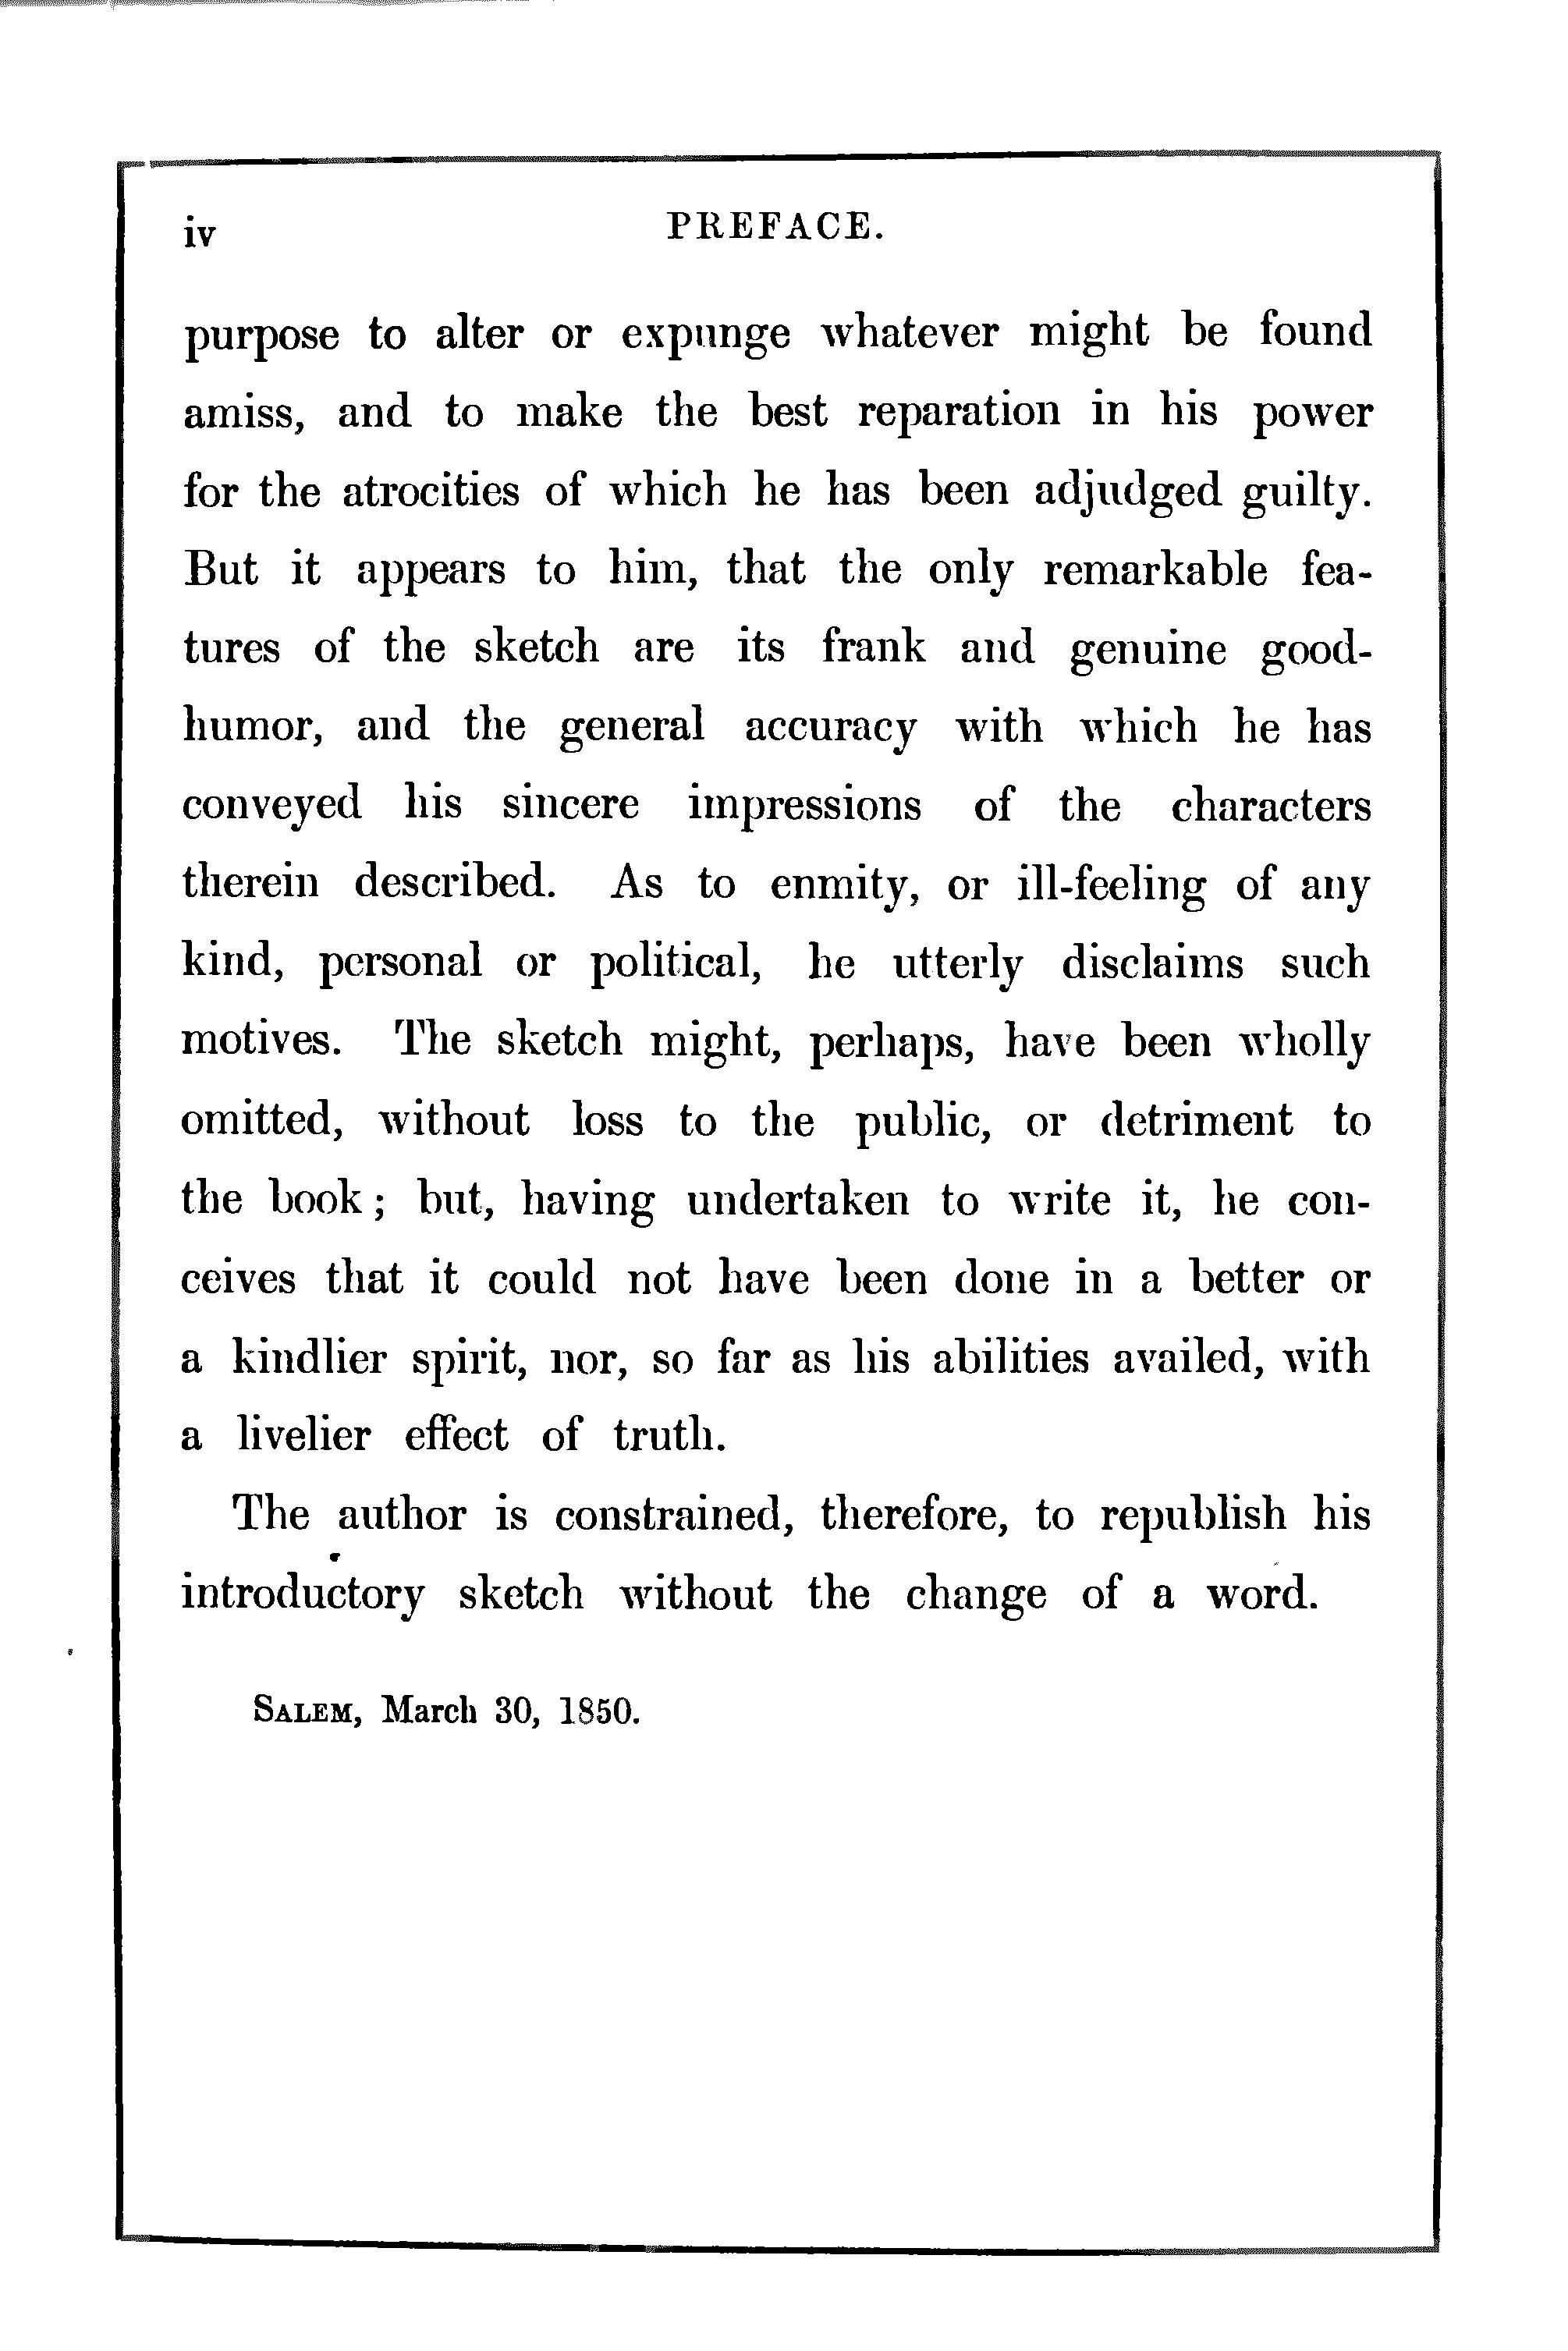 iv PREFACE.
purpose to alter or expunge whatever might be found
amiss, and to make the best reparation in his power
for the atrocities of which he has been adjudged guilty.
But it appears to him, that the only remarkable fea-
tures of the sketch are its frank and genuine good-
humor, and the general accuracy with which he has
conveyed his sincere impressions of the characters
therein described. As to enmity, or ill-feeling of any
kind, personal or political, he utterly disclaims such
motives. The sketch might, perhaps, have been wholly
omitted, without loss to the public, or detriment to
the book; but, having undertaken to write it, he con-
ceives that it could not have been done in a better or
a kindlier spirit, nor, so far as his abilities availed, with
a livelier effect of truth.
The author is constrained, therefore, to republish his
introductory sketch without the change of a word.
SALEM, March 30, 1850.